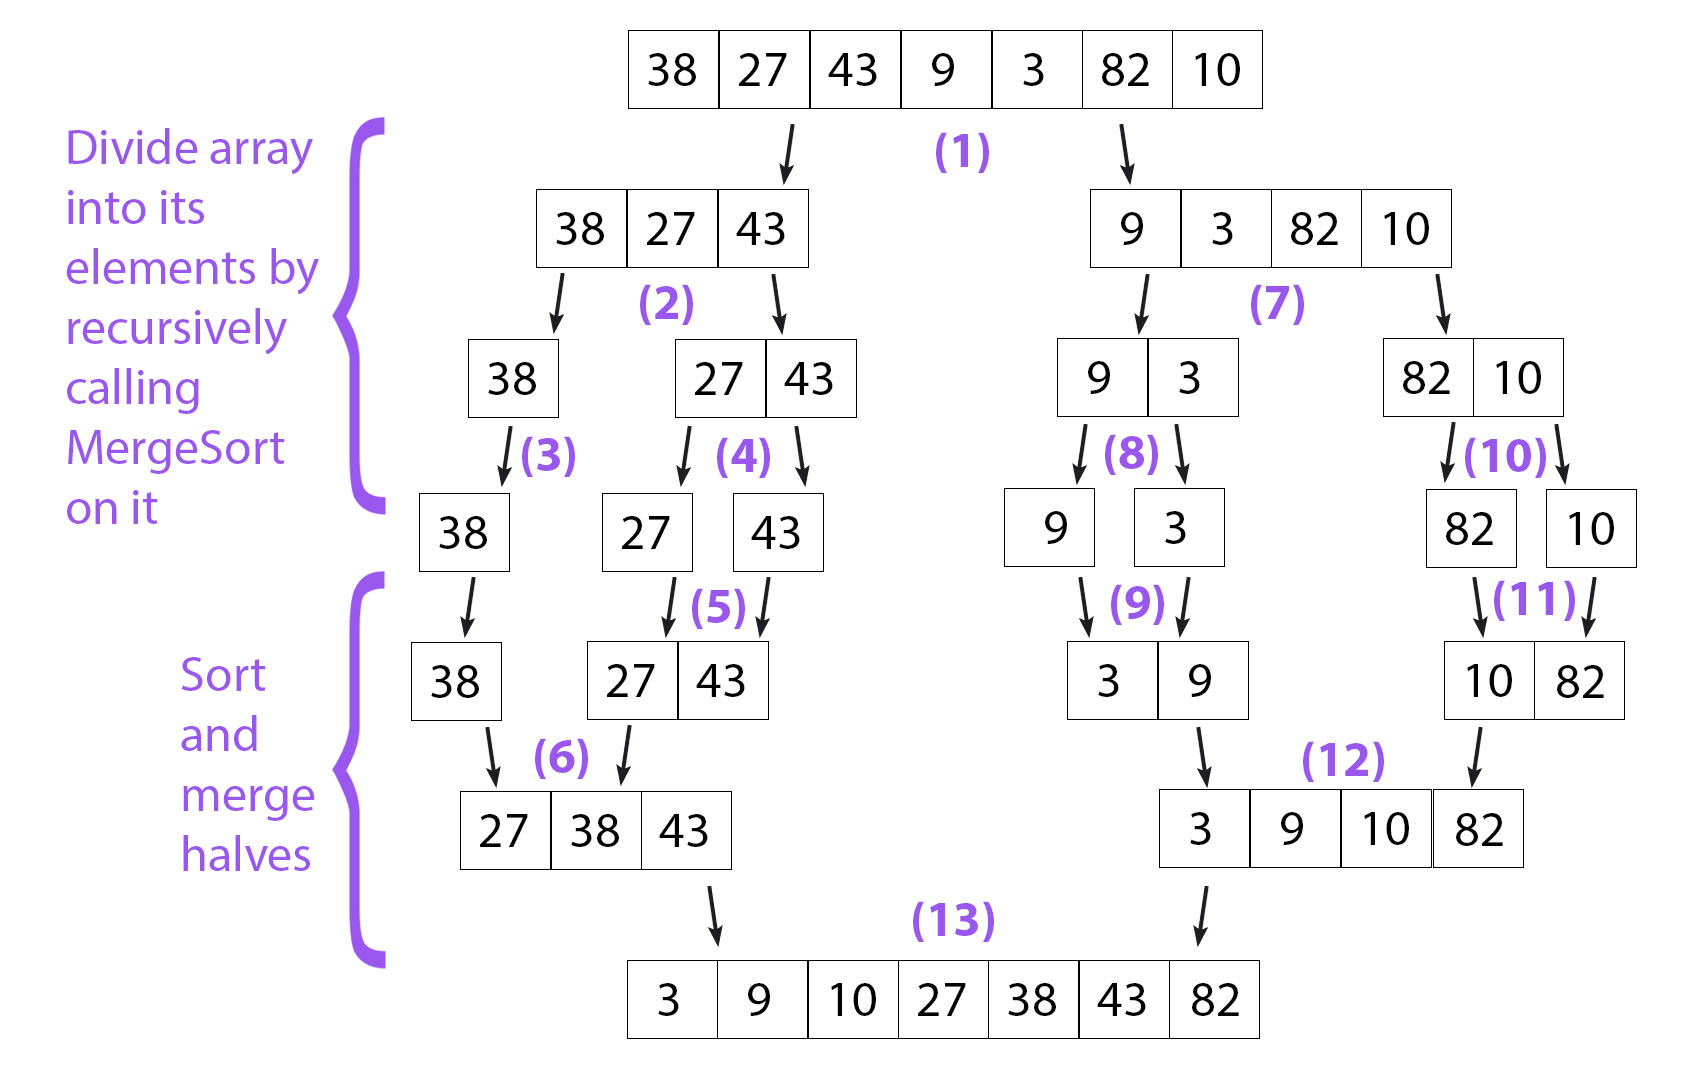 38 27 43 9 3 82 10
Divide array
into its
elements by
recursively
calling
MergeSort
on it
(1)
38 27 43 9 3 82 10
(2) (7)
38 27 43 9 3 82 10
(3) (4) (8) (10)
38 27 43 9 3 82 10
(5) (9) (11)
Sort
and
merge
halves
38 27 43 3 9 10 82
(6) (12)
27 38 43 3 9 10 82
(13)
3 9 10 27 38 43 82